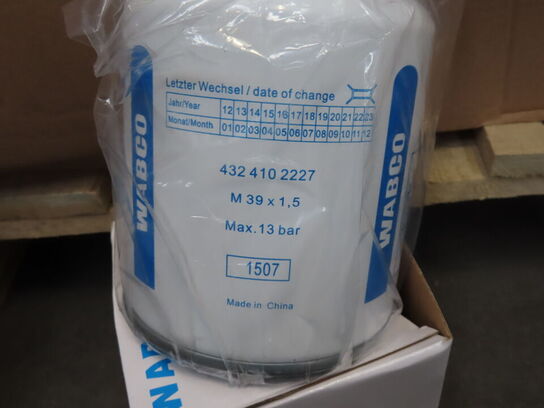 Letzter Wechsel / date of change
Jahr/Year 12 13 14 15 16 17 18 19 20 21 22 23
Monat/Month 01 02 03 04 05 06 07 08 09 10 11 12
432 410 2227
M 39 x 1,5
Max. 13 bar
1507
Made in China
WABCO
WABCO
WABCO